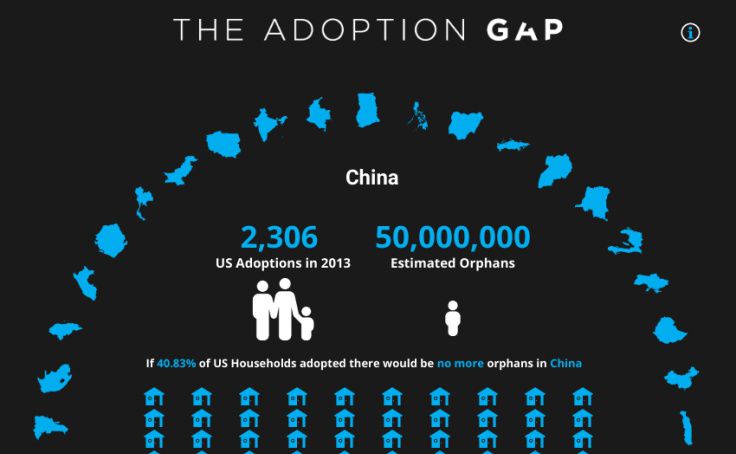 THE ADOPTION GAP
i
China
2,306
US Adoptions in 2013
50,000,000
Estimated Orphans
If 40.83% of US Households adopted there would be no more orphans in China